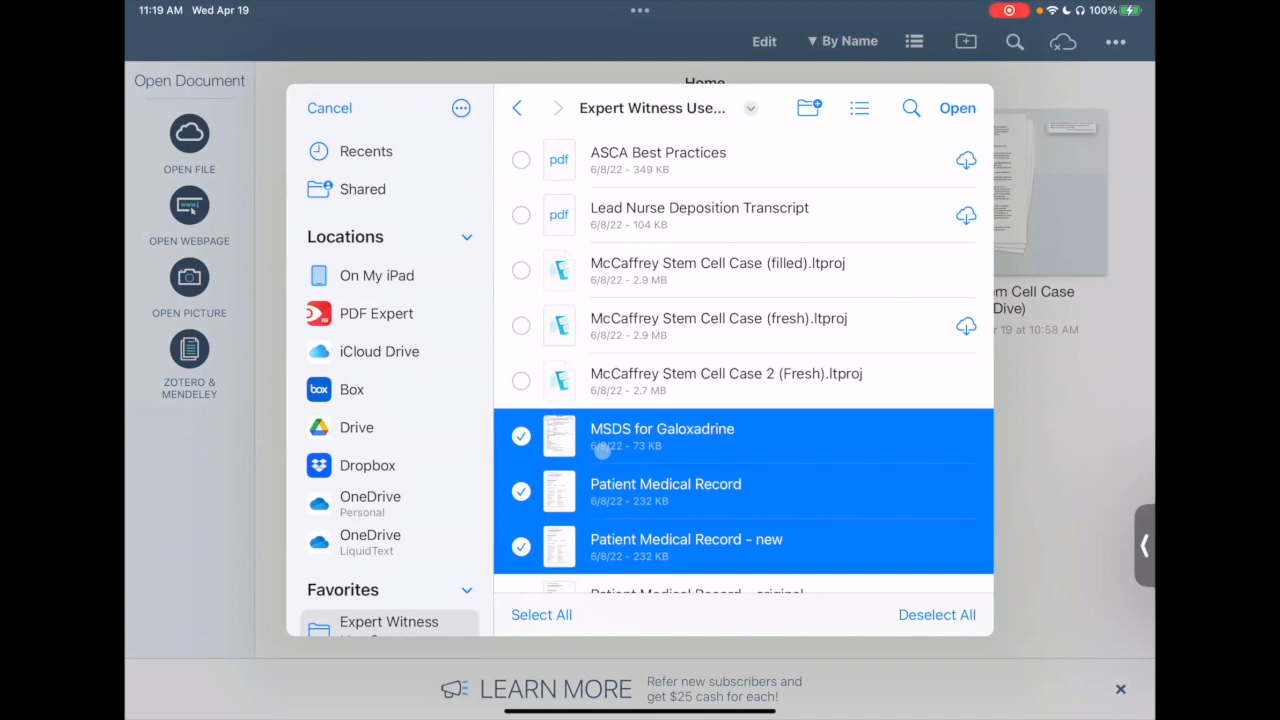 11:19 AM Wed Apr 19
100%
Edit
▼ By Name
Open Document
Home
OPEN FILE
www.
OPEN WEBPAGE
OPEN PICTURE
ZOTERO &
MENDELEY
Cancel
Recents
Shared
Locations
On My iPad
PDF Expert
iCloud Drive
box
Box
Drive
Dropbox
OneDrive
Personal
OneDrive
LiquidText
Favorites
Expert Witness
Expert Witness Use...
Open
pdf
ASCA Best Practices
6/8/22 - 349 KB
pdf
Lead Nurse Deposition Transcript
6/8/22 - 104 KB
McCaffrey Stem Cell Case (filled).ltproj
6/8/22 - 2.9 MB
McCaffrey Stem Cell Case (fresh).ltproj
6/8/22 - 2.9 MB
McCaffrey Stem Cell Case 2 (Fresh).ltproj
6/8/22 - 2.7 MB
MSDS for Galoxadrine
6/8/22 - 73 KB
Patient Medical Record
6/8/22 - 232 KB
Patient Medical Record - new
6/8/22 - 232 KB
Patient Medical Record - original
Select All
Deselect All
m Cell Case
Dive)
r 19 at 10:58 AM
LEARN MORE
Refer new subscribers and
get $25 cash for each!